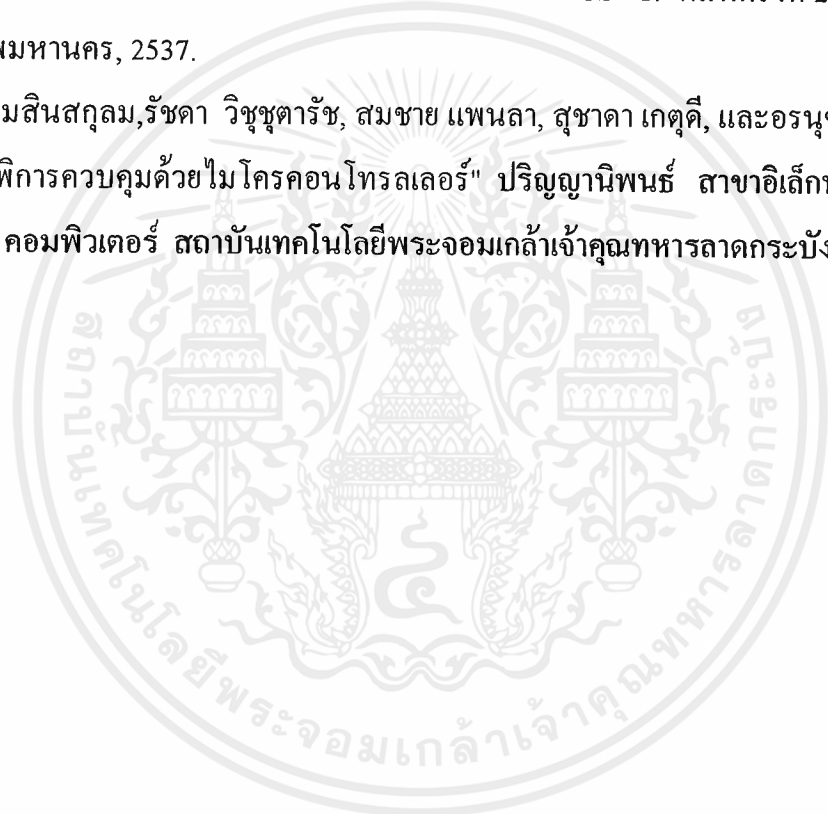 พมหานคร, 2537.
มสินสกุลม,รัชดา วิชุชุตารัช, สมชาย แพนลา, สุชาดา เกตุดี, และอรนุช
พิการควบคุมด้วยไมโครคอนโทรลเลอร์" ปริญญานิพนธ์ สาขาอิเล็กท
คอมพิวเตอร์ สถาบันเทคโนโลยีพระจอมเกล้าเจ้าคุณทหารลาดกระบัง
สถาบันเทคโนโลยีพระจอมเกล้าเจ้าคุณทหารลาดกระบัง